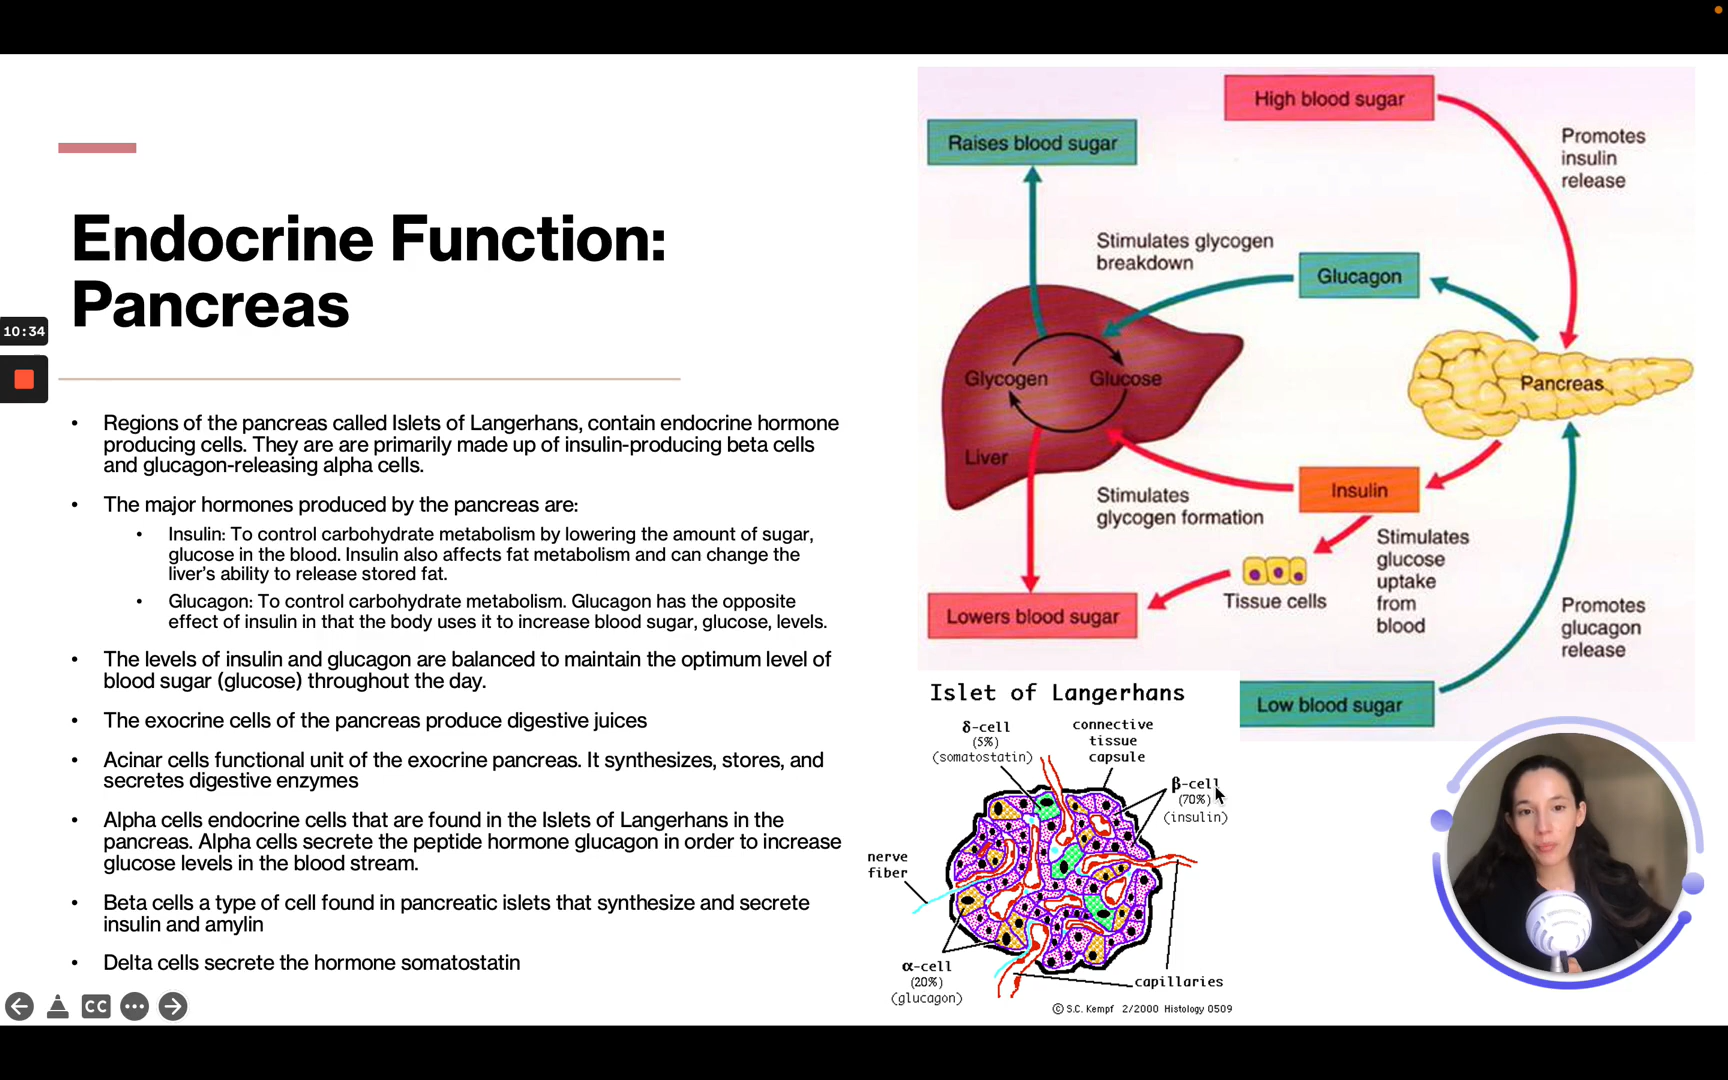 Endocrine Function:
Pancreas
10:34
Regions of the pancreas called Islets of Langerhans, contain endocrine hormone
producing cells. They are are primarily made up of insulin-producing beta cells
and glucagon-releasing alpha cells.
The major hormones produced by the pancreas are:
Insulin: To control carbohydrate metabolism by lowering the amount of sugar,
glucose in the blood. Insulin also affects fat metabolism and can change the
liver's ability to release stored fat.
Glucagon: To control carbohydrate metabolism. Glucagon has the opposite
effect of insulin in that the body uses it to increase blood sugar, glucose, levels.
The levels of insulin and glucagon are balanced to maintain the optimum level of
blood sugar (glucose) throughout the day.
The exocrine cells of the pancreas produce digestive juices
Acinar cells functional unit of the exocrine pancreas. It synthesizes, stores, and
secretes digestive enzymes
Alpha cells endocrine cells that are found in the Islets of Langerhans in the
pancreas. Alpha cells secrete the peptide hormone glucagon in order to increase
glucose levels in the blood stream.
Beta cells a type of cell found in pancreatic islets that synthesize and secrete
insulin and amylin
Delta cells secrete the hormone somatostatin
CC
High blood sugar
Raises blood sugar
Promotes
insulin
release
Stimulates glycogen
breakdown
Glucagon
Glycogen
Glucose
Pancreas
Liver
Insulin
Stimulates
glycogen formation
Stimulates
glucose
uptake
from
blood
Tissue cells
Lowers blood sugar
Promotes
glucagon
release
Low blood sugar
Islet of Langerhans
δ-cell
(5%)
(somatostatin)
connective
tissue
capsule
β-cell
(70%)
(insulin)
nerve
fiber
α-cell
(20%)
(glucagon)
capillaries
© S.C. Kempf 2/2000 Histology 0509